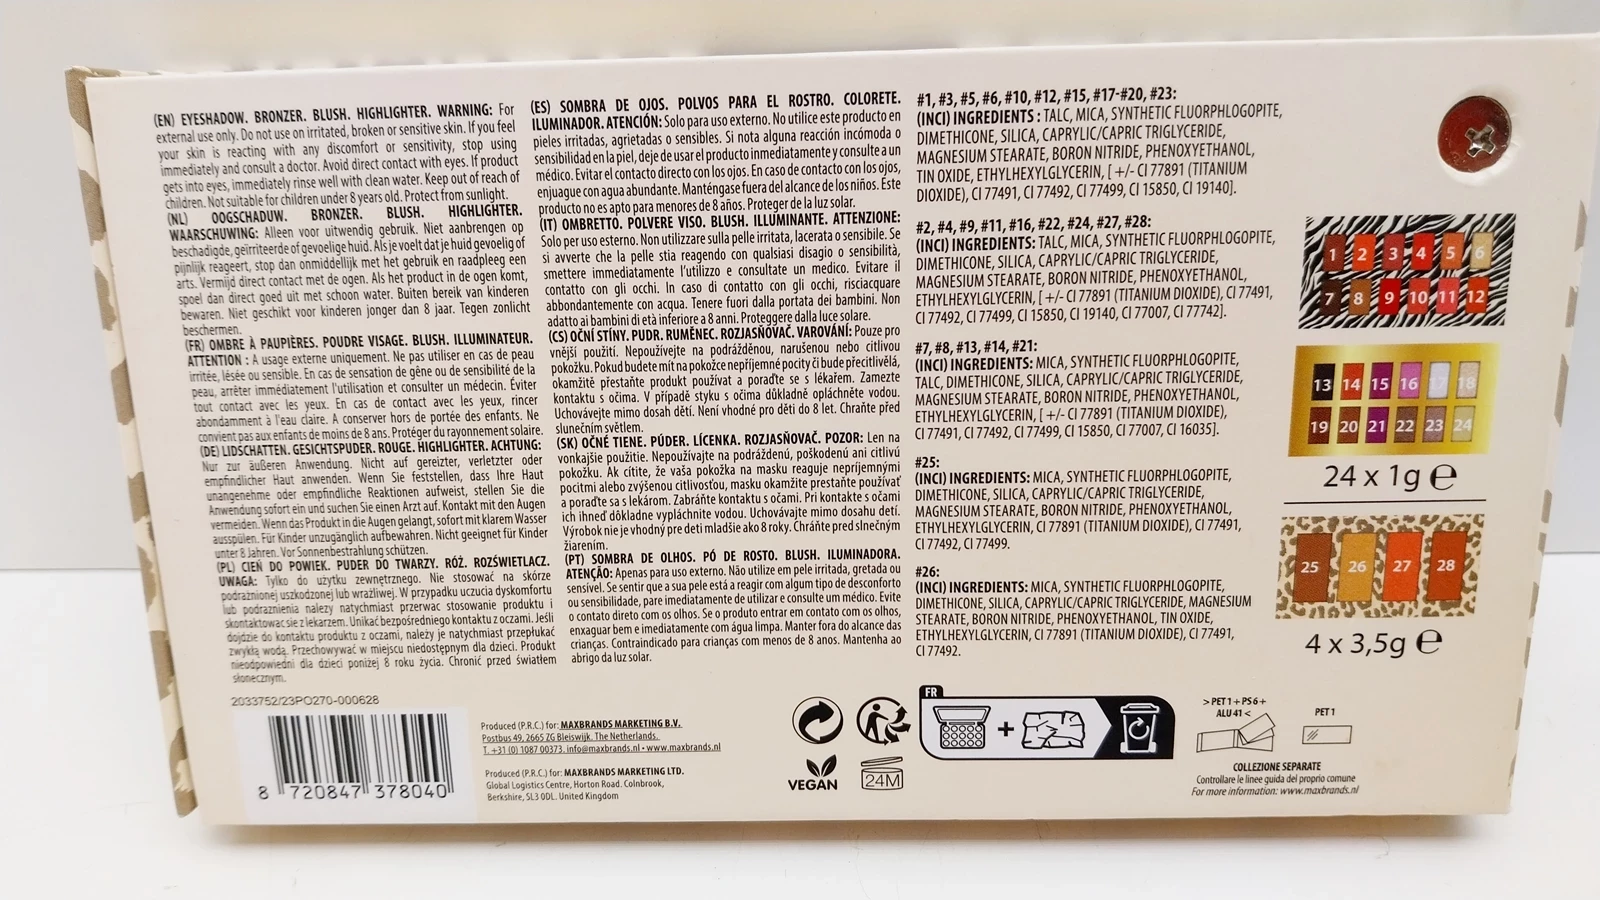 (EN) EYESHADOW. BRONZER. BLUSH. HIGHLIGHTER. WARNING: For
external use only. Do not use on irritated, broken or sensitive skin. If you feel
your skin is reacting with any discomfort or sensitivity, stop using
immediately and consult a doctor. Avoid direct contact with eyes. If product
gets into eyes, immediately rinse well with clean water. Keep out of reach of
children. Not suitable for children under 8 years old. Protect from sunlight.
(NL) OOGSCHADUW. BRONZER. BLUSH. HIGHLIGHTER.
WAARSCHUWING: Alleen voor uitwendig gebruik. Niet aanbrengen op
beschadigde, geïrriteerde of gevoelige huid. Als je voelt dat je huid gevoelig of
pijnlijk reageert, stop dan onmiddellijk met het gebruik en raadpleeg een
arts. Vermijd direct contact met de ogen. Als het product in de ogen komt,
spoel dan direct goed uit met schoon water. Buiten bereik van kinderen
bewaren. Niet geschikt voor kinderen jonger dan 8 jaar. Tegen zonlicht
beschermen.
(FR) OMBRE À PAUPIÈRES. POUDRE VISAGE. BLUSH. ILLUMINATEUR.
ATTENTION : A usage externe uniquement. Ne pas utiliser en cas de peau
irritée, lésée ou sensible. En cas de sensation de gêne ou de sensibilité de la
peau, arrêter immédiatement l'utilisation et consulter un médecin. Éviter
tout contact avec les yeux. En cas de contact avec les yeux, rincer
abondamment à l'eau claire. A conserver hors de portée des enfants. Ne
convient pas aux enfants de moins de 8 ans. Protéger du rayonnement solaire.
(DE) LIDSCHATTEN. GESICHTSPUDER. ROUGE. HIGHLIGHTER. ACHTUNG:
Nur zur äußeren Anwendung. Nicht auf gereizter, verletzter oder
empfindlicher Haut anwenden. Wenn Sie feststellen, dass Ihre Haut
unangenehme oder empfindliche Reaktionen aufweist, stellen Sie die
Anwendung sofort ein und suchen Sie einen Arzt auf. Kontakt mit den Augen
vermeiden. Wenn das Produkt in die Augen gelangt, sofort mit klarem Wasser
ausspülen. Für Kinder unzugänglich aufbewahren. Nicht geeignet für Kinder
unter 8 Jahren. Vor Sonnenbestrahlung schützen.
(PL) CIEŃ DO POWIEK. PUDER DO TWARZY. RÓŻ. ROZŚWIETLACZ.
UWAGA: Tylko do użytku zewnętrznego. Nie stosować na skórze
podrażnionej uszkodzonej lub wrażliwej. W przypadku uczucia dyskomfortu
lub podraznienia nalezy natychmiast przerwac stosowanie produktu i
skontaktowac sie z lekarzem. Unikać bezpośredniego kontaktu z oczami. Jeśli
dojdzie do kontaktu produktu z oczami, należy je natychmiast przepłukać
zwykłą wodą. Przechowywać w miejscu niedostępnym dla dzieci. Produkt
nieodpowiedni dla dzieci poniżej 8 roku życia. Chronić przed światłem
słonecznym.
2033752/23PO270-000628
8 720847 378040
(ES) SOMBRA DE OJOS. POLVOS PARA EL ROSTRO. COLORETE.
ILUMINADOR. ATENCIÓN: Solo para uso externo. No utilice este producto en
pieles irritadas, agrietadas o sensibles. Si nota alguna reacción incómoda o
sensibilidad en la piel, deje de usar el producto inmediatamente y consulte a un
médico. Evitar el contacto directo con los ojos. En caso de contacto con los ojos,
enjuague con agua abundante. Manténgase fuera del alcance de los niños. Este
producto no es apto para menores de 8 años. Proteger de la luz solar.
(IT) OMBRETTO. POLVERE VISO. BLUSH. ILLUMINANTE. ATTENZIONE:
Solo per uso esterno. Non utilizzare sulla pelle irritata, lacerata o sensibile. Se
si avverte che la pelle stia reagendo con qualsiasi disagio o sensibilità,
smettere immediatamente l'utilizzo e consultate un medico. Evitare il
contatto con gli occhi. In caso di contatto con gli occhi, risciacquare
abbondantemente con acqua. Tenere fuori dalla portata dei bambini. Non
adatto ai bambini di età inferiore a 8 anni. Proteggere dalla luce solare.
(CS) OČNÍ STÍNY. PUDR. RUMĚNEC. ROZJASŇOVAČ. VAROVÁNÍ: Pouze pro
vnější použití. Nepoužívejte na podrážděnou, narušenou nebo citlivou
pokožku. Pokud budete mít na pokožce nepříjemné pocity či bude přecitlivělá,
okamžitě přestaňte produkt používat a poraďte se s lékařem. Zamezte
kontaktu s očima. V případě styku s očima důkladně opláchněte vodou.
Uchovávejte mimo dosah dětí. Není vhodné pro děti do 8 let. Chraňte před
slunečním světlem.
(SK) OČNÉ TIENE. PÚDER. LÍCENKA. ROZJASŇOVAČ. POZOR: Len na
vonkajšie použitie. Nepoužívajte na podráždenú, poškodenú ani citlivú
pokožku. Ak cítite, že vaša pokožka na masku reaguje nepríjemnými
pocitmi alebo zvýšenou citlivosťou, masku okamžite prestaňte používať
a poraďte sa s lekárom. Zabráňte kontaktu s očami. Pri kontakte s očami
ich ihneď dôkladne vypláchnite vodou. Uchovávajte mimo dosahu detí.
Výrobok nie je vhodný pre deti mladšie ako 8 rokov. Chráňte pred slnečným
žiarením.
(PT) SOMBRA DE OLHOS. PÓ DE ROSTO. BLUSH. ILUMINADORA.
ATENÇÃO: Apenas para uso externo. Não utilize em pele irritada, gretada ou
sensível. Se sentir que a sua pele está a reagir com algum tipo de desconforto
ou sensibilidade, pare imediatamente de utilizar e consulte um médico. Evite
o contato direto com os olhos. Se o produto entrar em contato com os olhos,
enxaguar bem e imediatamente com água limpa. Manter fora do alcance das
crianças. Contraindicado para crianças com menos de 8 anos. Mantenha ao
abrigo da luz solar.
Produced (P.R.C.) for: MAXBRANDS MARKETING B.V.
Postbus 49, 2665 ZG Bleiswijk. The Netherlands.
T. +31 (0) 1087 00373. info@maxbrands.nl • www.maxbrands.nl
Produced (P.R.C.) for: MAXBRANDS MARKETING LTD.
Global Logistics Centre, Horton Road. Colnbrook,
Berkshire, SL3 0DL. United Kingdom
VEGAN
24M
#1, #3, #5, #6, #10, #12, #15, #17-#20, #23:
(INCI) INGREDIENTS : TALC, MICA, SYNTHETIC FLUORPHLOGOPITE,
DIMETHICONE, SILICA, CAPRYLIC/CAPRIC TRIGLYCERIDE,
MAGNESIUM STEARATE, BORON NITRIDE, PHENOXYETHANOL,
TIN OXIDE, ETHYLHEXYLGLYCERIN, [ +/- CI 77891 (TITANIUM
DIOXIDE), CI 77491, CI 77492, CI 77499, CI 15850, CI 19140].
#2, #4, #9, #11, #16, #22, #24, #27, #28:
(INCI) INGREDIENTS: TALC, MICA, SYNTHETIC FLUORPHLOGOPITE,
DIMETHICONE, SILICA, CAPRYLIC/CAPRIC TRIGLYCERIDE,
MAGNESIUM STEARATE, BORON NITRIDE, PHENOXYETHANOL,
ETHYLHEXYLGLYCERIN, [ +/- CI 77891 (TITANIUM DIOXIDE), CI 77491,
CI 77492, CI 77499, CI 15850, CI 19140, CI 77007, CI 77742].
#7, #8, #13, #14, #21:
(INCI) INGREDIENTS: MICA, SYNTHETIC FLUORPHLOGOPITE,
TALC, DIMETHICONE, SILICA, CAPRYLIC/CAPRIC TRIGLYCERIDE,
MAGNESIUM STEARATE, BORON NITRIDE, PHENOXYETHANOL,
ETHYLHEXYLGLYCERIN, [ +/- CI 77891 (TITANIUM DIOXIDE),
CI 77491, CI 77492, CI 77499, CI 15850, CI 77007, CI 16035].
#25:
(INCI) INGREDIENTS: MICA, SYNTHETIC FLUORPHLOGOPITE,
DIMETHICONE, SILICA, CAPRYLIC/CAPRIC TRIGLYCERIDE,
MAGNESIUM STEARATE, BORON NITRIDE, PHENOXYETHANOL,
ETHYLHEXYLGLYCERIN, CI 77891 (TITANIUM DIOXIDE), CI 77491,
CI 77492, CI 77499.
#26:
(INCI) INGREDIENTS: MICA, SYNTHETIC FLUORPHLOGOPITE,
DIMETHICONE, SILICA, CAPRYLIC/CAPRIC TRIGLYCERIDE, MAGNESIUM
STEARATE, BORON NITRIDE, PHENOXYETHANOL, TIN OXIDE,
ETHYLHEXYLGLYCERIN, CI 77891 (TITANIUM DIOXIDE), CI 77491,
CI 77492.
FR
+
1 2 3 4 5 6
7 8 9 10 11 12
13 14 15 16 17 18
19 20 21 22 23 24
24 x 1g ℮
25 26 27 28
4 x 3,5g ℮
> PET 1 + PS 6 +
ALU 41 <
PET 1
COLLEZIONE SEPARATE
Controllare le linee guida del proprio comune
For more information: www.maxbrands.nl